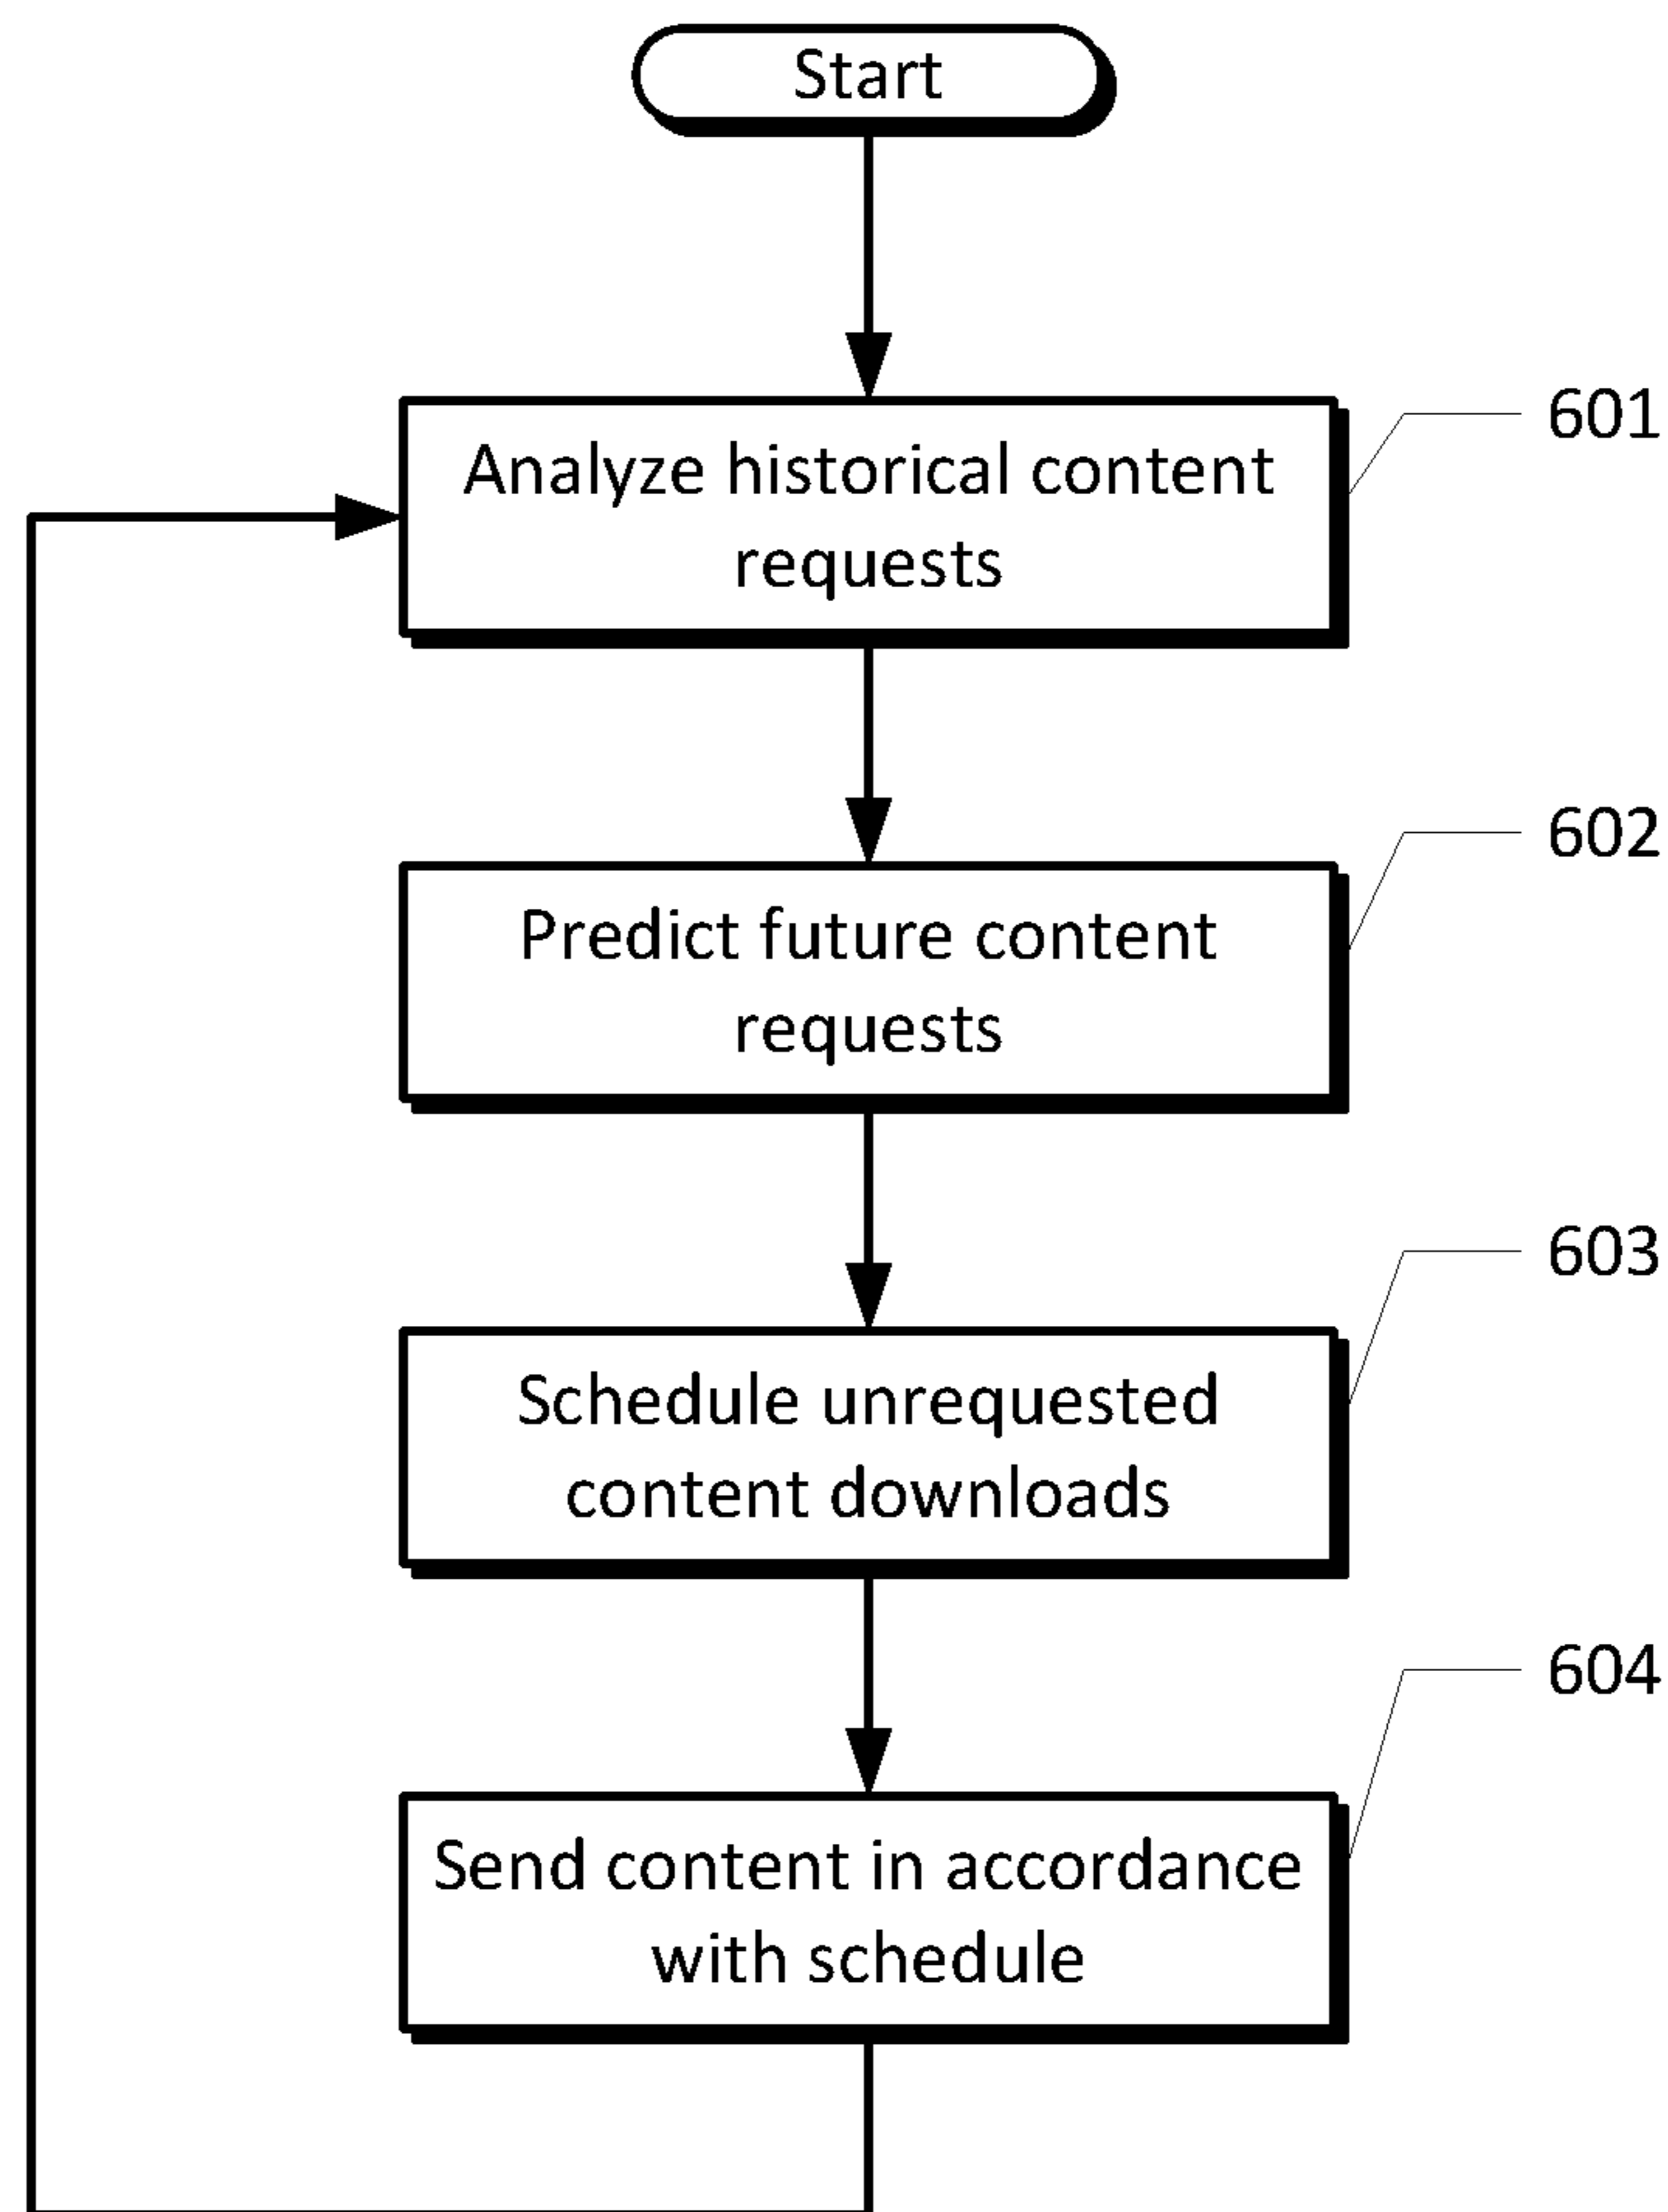 Start
601
Analyze historical content
requests
602
Predict future content
requests
603
Schedule unrequested
content downloads
604
Send content in accordance
with schedule